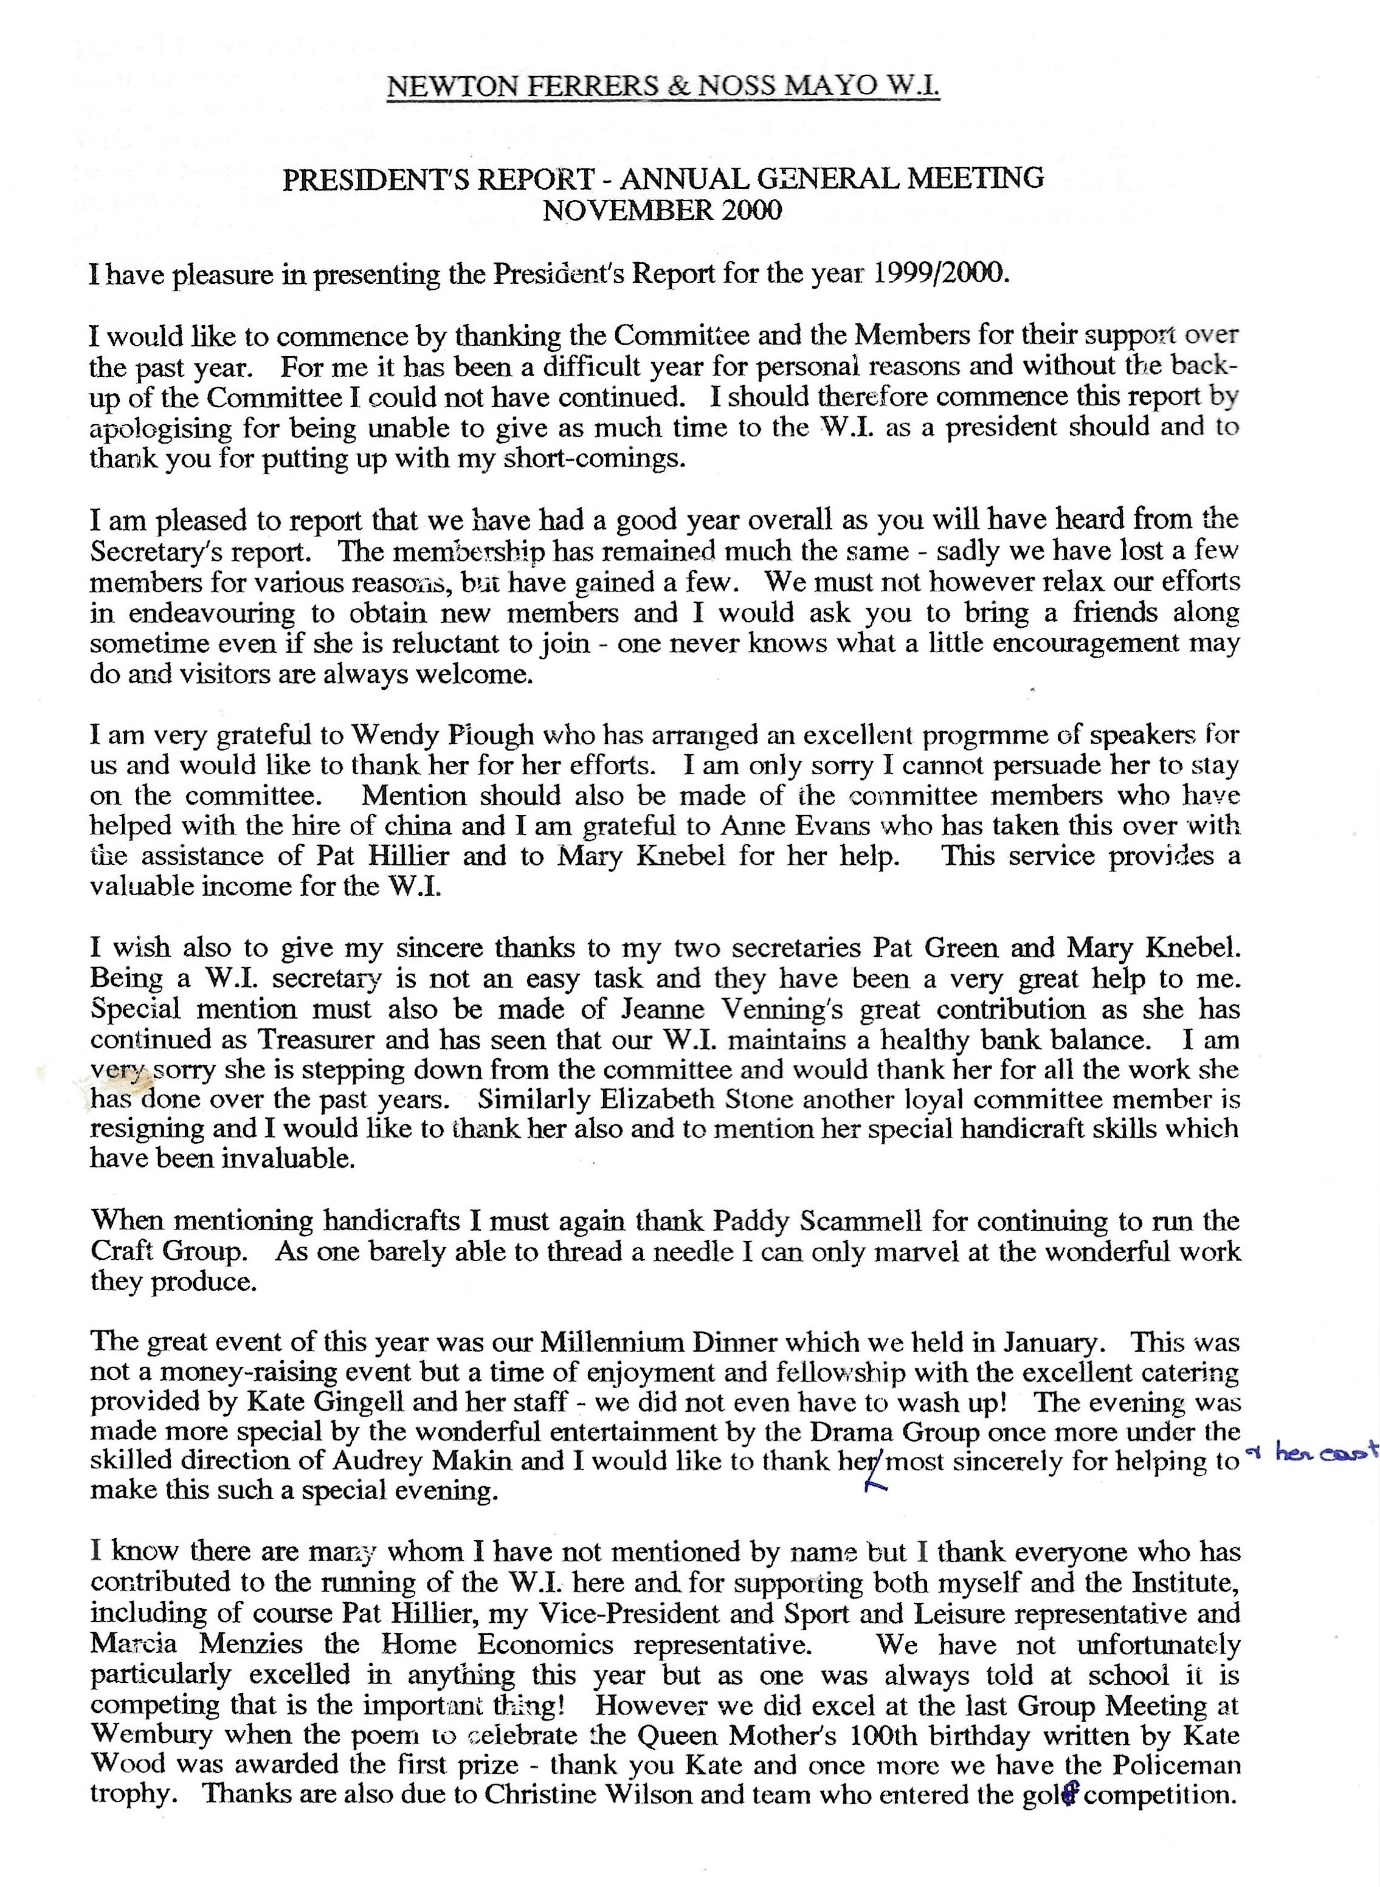 NEWTON FERRERS & NOSS MAYO W.I.
PRESIDENT'S REPORT - ANNUAL GENERAL MEETING
NOVEMBER 2000
I have pleasure in presenting the President's Report for the year 1999/2000.
I would like to commence by thanking the Committee and the Members for their support over
the past year. For me it has been a difficult year for personal reasons and without the back-
up of the Committee I could not have continued. I should therefore commence this report by
apologising for being unable to give as much time to the W.I. as a president should and to
thank you for putting up with my short-comings.
I am pleased to report that we have had a good year overall as you will have heard from the
Secretary's report. The membership has remained much the same - sadly we have lost a few
members for various reasons, but have gained a few. We must not however relax our efforts
in endeavouring to obtain new members and I would ask you to bring a friends along
sometime even if she is reluctant to join - one never knows what a little encouragement may
do and visitors are always welcome.
I am very grateful to Wendy Plough who has arranged an excellent progrmme of speakers for
us and would like to thank her for her efforts. I am only sorry I cannot persuade her to stay
on the committee. Mention should also be made of the committee members who have
helped with the hire of china and I am grateful to Anne Evans who has taken this over with
the assistance of Pat Hillier and to Mary Knebel for her help. This service provides a
valuable income for the W.I.
I wish also to give my sincere thanks to my two secretaries Pat Green and Mary Knebel.
Being a W.I. secretary is not an easy task and they have been a very great help to me.
Special mention must also be made of Jeanne Venning's great contribution as she has
continued as Treasurer and has seen that our W.I. maintains a healthy bank balance. I am
very sorry she is stepping down from the committee and would thank her for all the work she
has done over the past years. Similarly Elizabeth Stone another loyal committee member is
resigning and I would like to thank her also and to mention her special handicraft skills which
have been invaluable.
When mentioning handicrafts I must again thank Paddy Scammell for continuing to run the
Craft Group. As one barely able to thread a needle I can only marvel at the wonderful work
they produce.
The great event of this year was our Millennium Dinner which we held in January. This was
not a money-raising event but a time of enjoyment and fellowship with the excellent catering
provided by Kate Gingell and her staff - we did not even have to wash up! The evening was
made more special by the wonderful entertainment by the Drama Group once more under the
skilled direction of Audrey Makin and I would like to thank her/most sincerely for helping to & her cast
make this such a special evening.
I know there are many whom I have not mentioned by name but I thank everyone who has
contributed to the running of the W.I. here and for supporting both myself and the Institute,
including of course Pat Hillier, my Vice-President and Sport and Leisure representative and
Marcia Menzies the Home Economics representative. We have not unfortunately
particularly excelled in anything this year but as one was always told at school it is
competing that is the important thing! However we did excel at the last Group Meeting at
Wembury when the poem to celebrate the Queen Mother's 100th birthday written by Kate
Wood was awarded the first prize - thank you Kate and once more we have the Policeman
trophy. Thanks are also due to Christine Wilson and team who entered the golf competition.